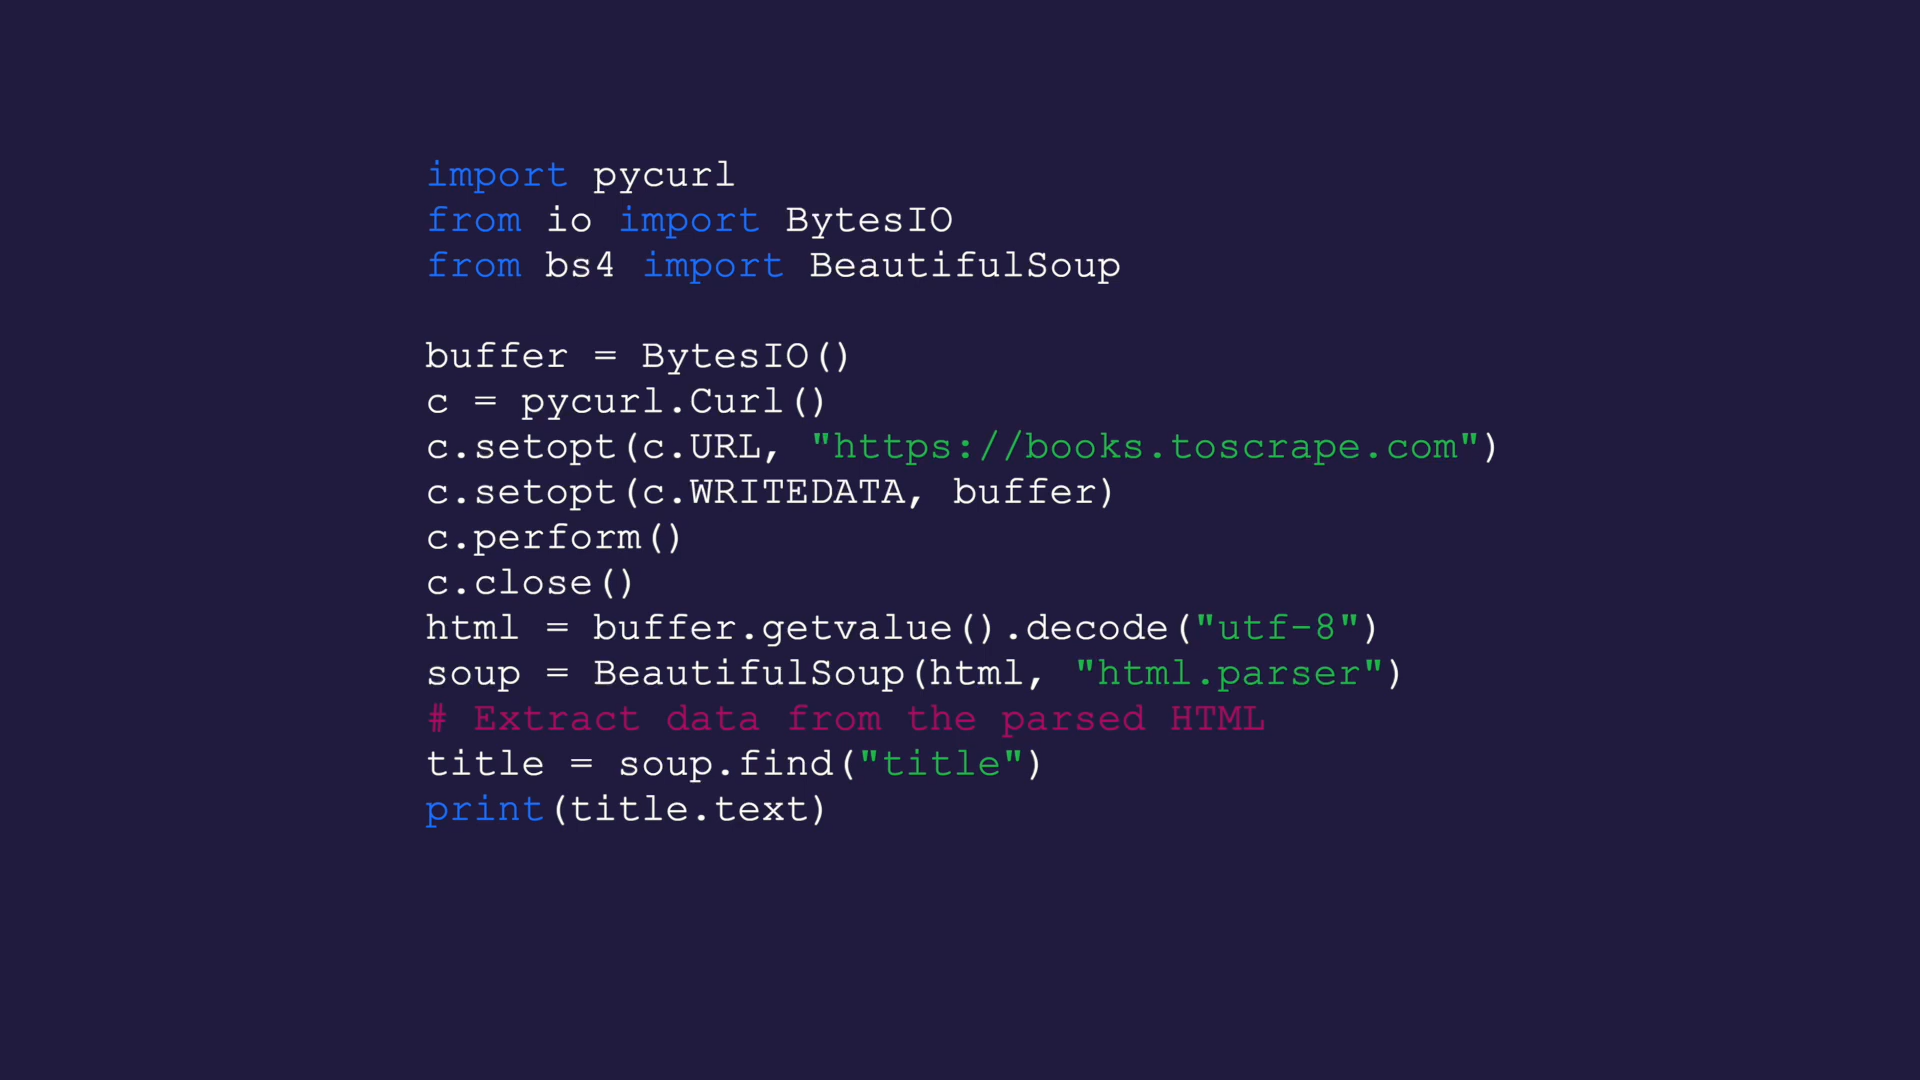 import pycurl
from io import BytesIO
from bs4 import BeautifulSoup

buffer = BytesIO()
c = pycurl.Curl()
c.setopt(c.URL, "https://books.toscrape.com")
c.setopt(c.WRITEDATA, buffer)
c.perform()
c.close()
html = buffer.getvalue().decode("utf-8")
soup = BeautifulSoup(html, "html.parser")
# Extract data from the parsed HTML
title = soup.find("title")
print(title.text)